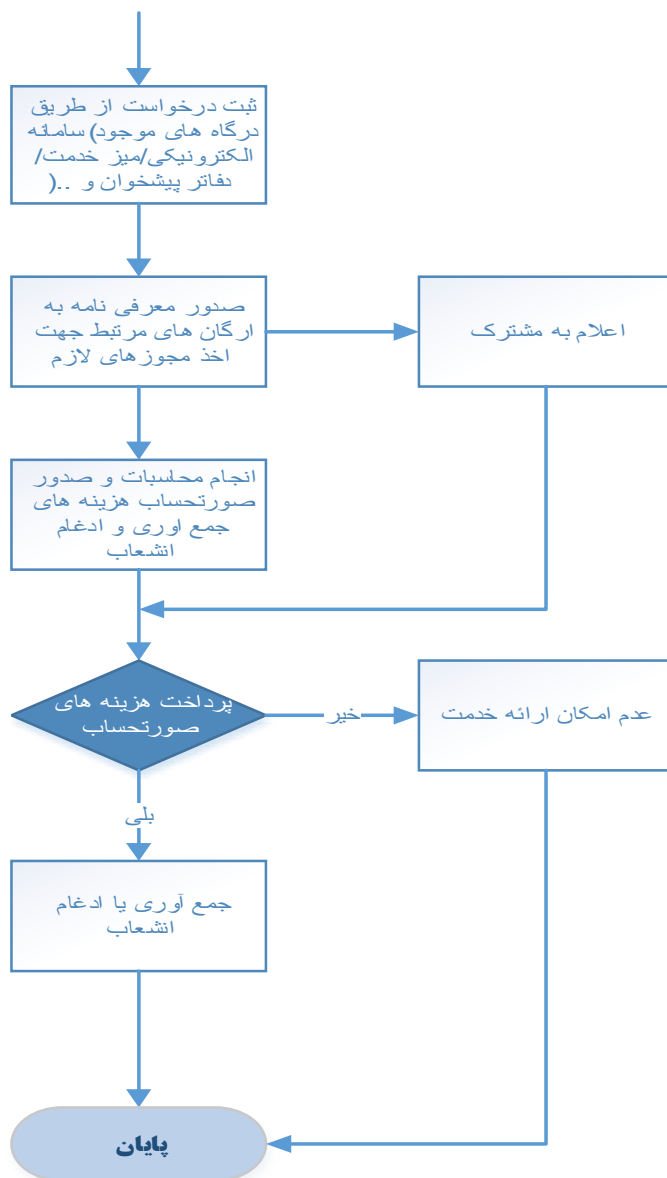 ثبت درخواست از طریق
درگاه های موجود)سامانه
الکترونیکی/میز خدمت/
دفاتر پیشخوان و ..(
صدور معرفی نامه به
ارگان های مرتبط جهت
اخذ مجوزهای لازم
اعلام به مشترک
انجام محاسبات و صدور
صورتحساب هزینه های
جمع اوری و ادغام
انشعاب
پرداخت هزینه های
صورتحساب
خیر
عدم امکان ارائه خدمت
بلی
جمع آوری یا ادغام
انشعاب
پایان